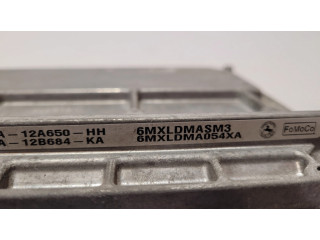 A-12A650-HH 6MXLDMASM3
A-12B684-KA 6MXLDMA054XA
FoMoCo